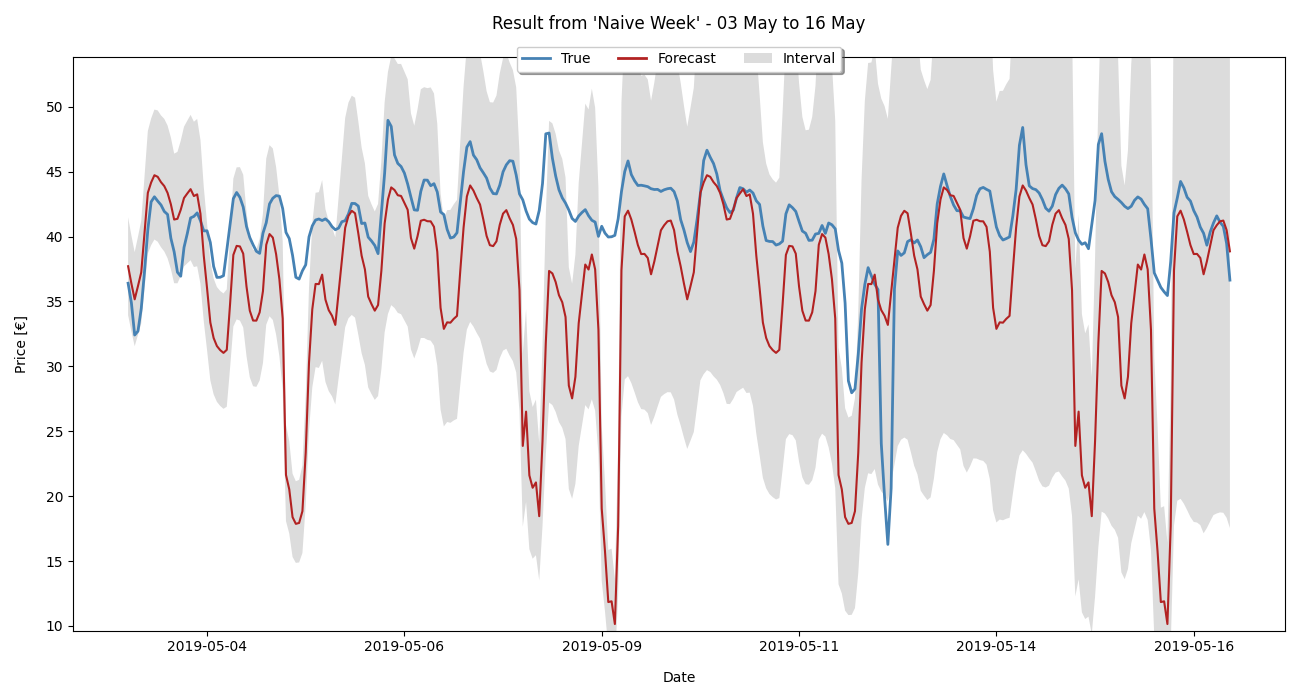 Result from 'Naive Week' - 03 May to 16 May
True Forecast Interval
50
45
40
35
30
25
20
15
10
Price [€]
2019-05-04 2019-05-06 2019-05-09 2019-05-11 2019-05-14 2019-05-16
Date